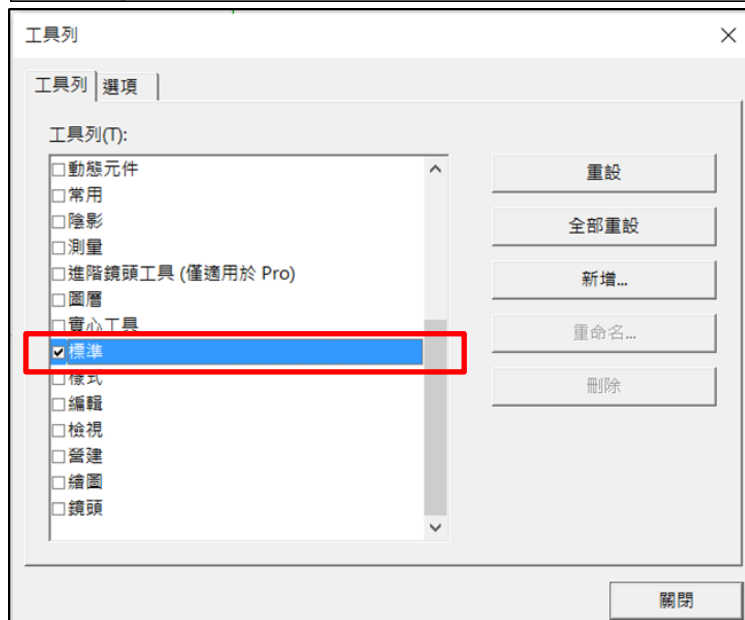 工具列
工具列 選項
工具列(T):
動態元件
常用
陰影
測量
進階鏡頭工具 (僅適用於 Pro)
圖層
實心工具
標準
樣式
編輯
檢視
營建
繪圖
鏡頭
重設
全部重設
新增...
重命名...
刪除
關閉